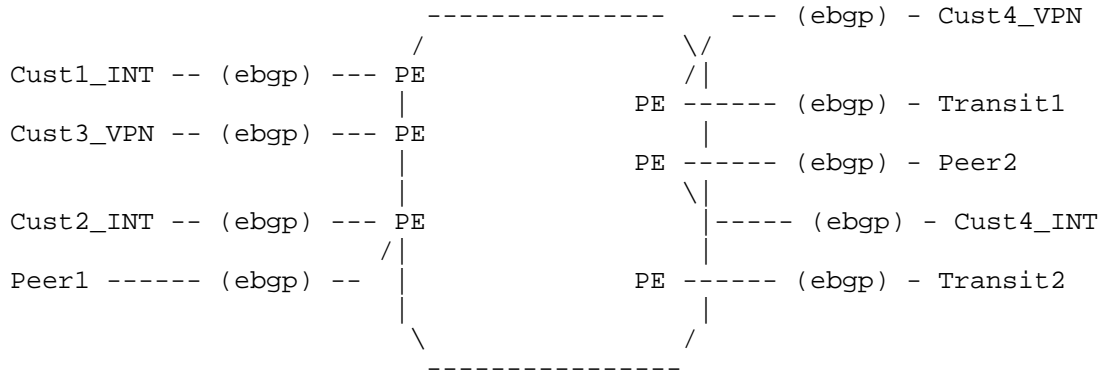 --------------- --- (ebgp) - Cust4_VPN
/ \/
Cust1_INT -- (ebgp) --- PE /|
| PE ------ (ebgp) - Transit1
Cust3_VPN -- (ebgp) --- PE |
| PE ------ (ebgp) - Peer2
| \|
Cust2_INT -- (ebgp) --- PE |----- (ebgp) - Cust4_INT
/| |
Peer1 ------ (ebgp) -- | PE ------ (ebgp) - Transit2
| |
\ /
----------------